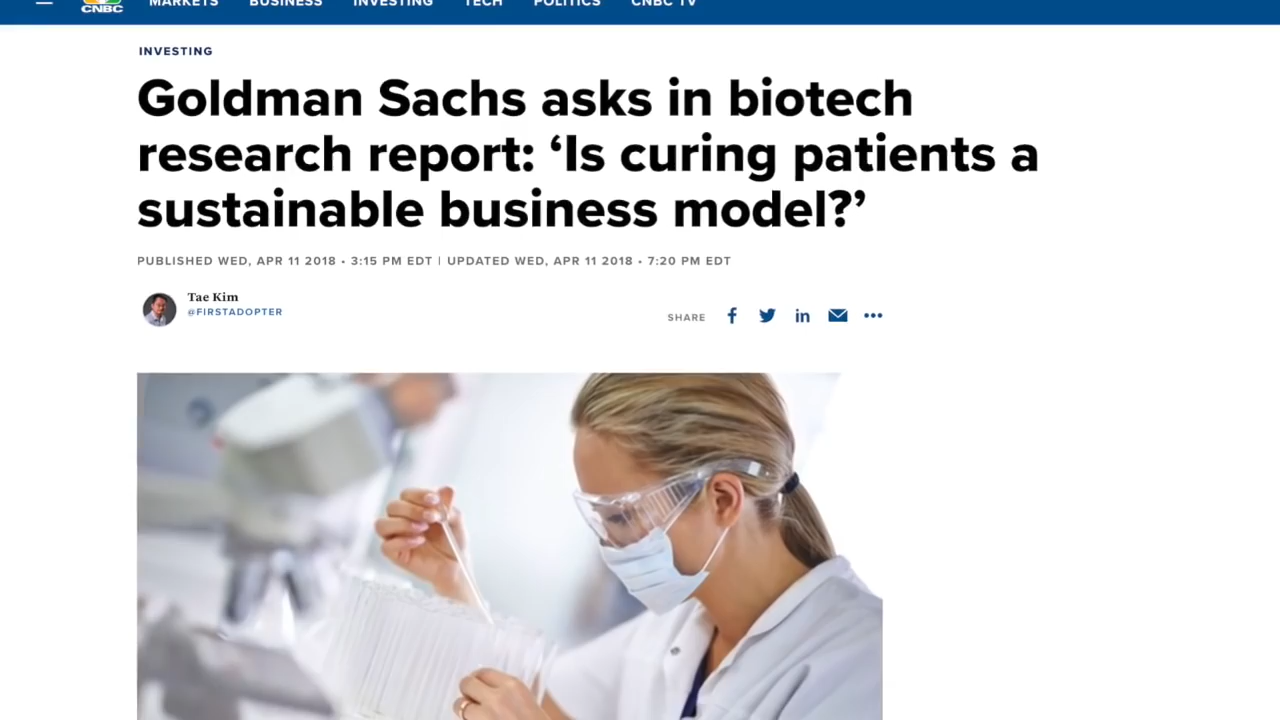 CNBC
MARKETS BUSINESS INVESTING TECH POLITICS CNBC TV
INVESTING
Goldman Sachs asks in biotech
research report: ‘Is curing patients a
sustainable business model?’
PUBLISHED WED, APR 11 2018 • 3:15 PM EDT | UPDATED WED, APR 11 2018 • 7:20 PM EDT
Tae Kim
@FIRSTADOPTER
SHARE